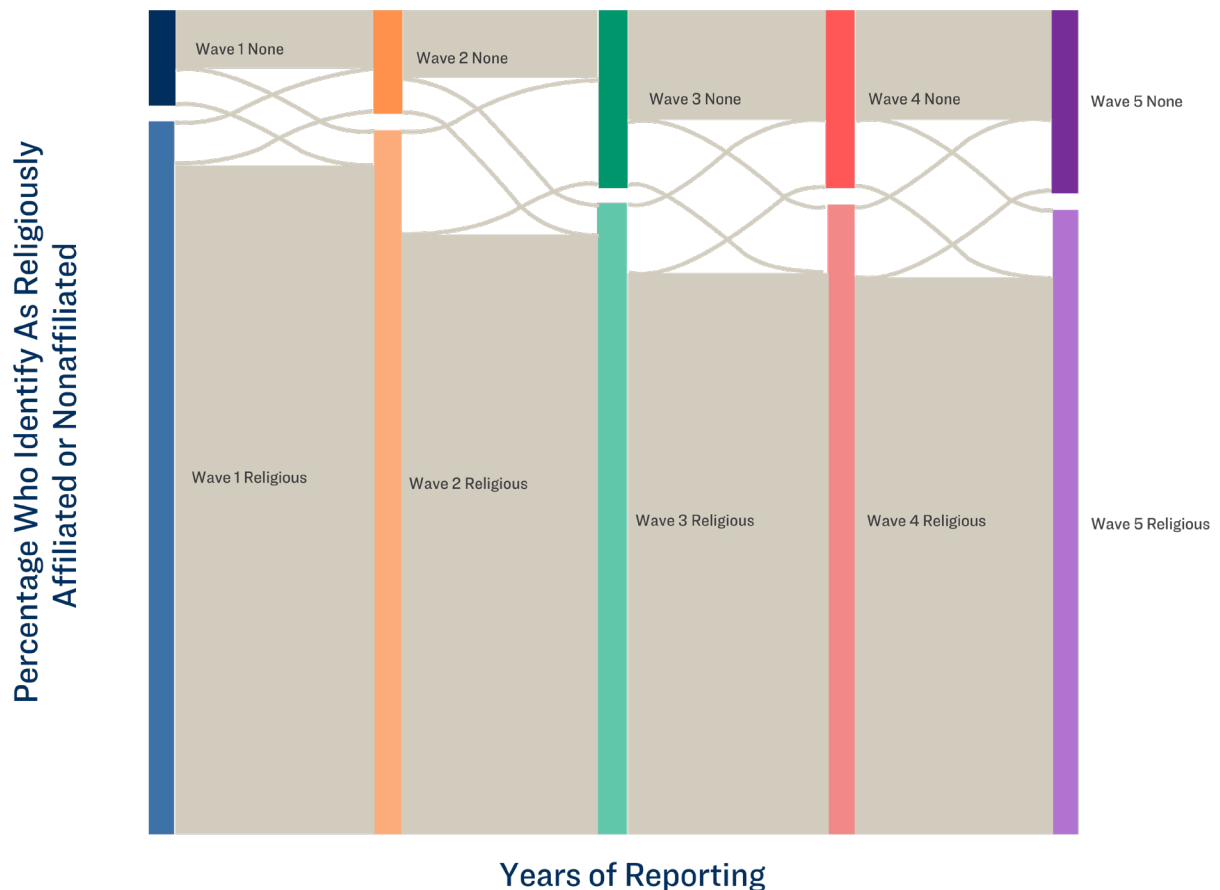 Percentage Who Identify As Religiously
Affiliated or Nonaffiliated
Wave 1 None
Wave 2 None
Wave 3 None
Wave 4 None
Wave 5 None
Wave 1 Religious
Wave 2 Religious
Wave 3 Religious
Wave 4 Religious
Wave 5 Religious
Years of Reporting